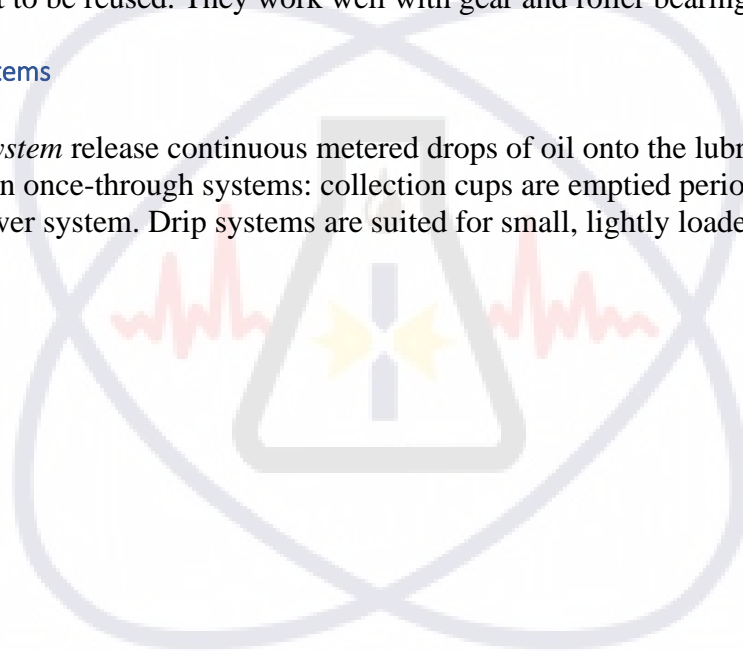 to be reused. They work well with gear and roller bearing
tems
ystem release continuous metered drops of oil onto the lubr
n once-through systems: collection cups are emptied perio
ver system. Drip systems are suited for small, lightly loade